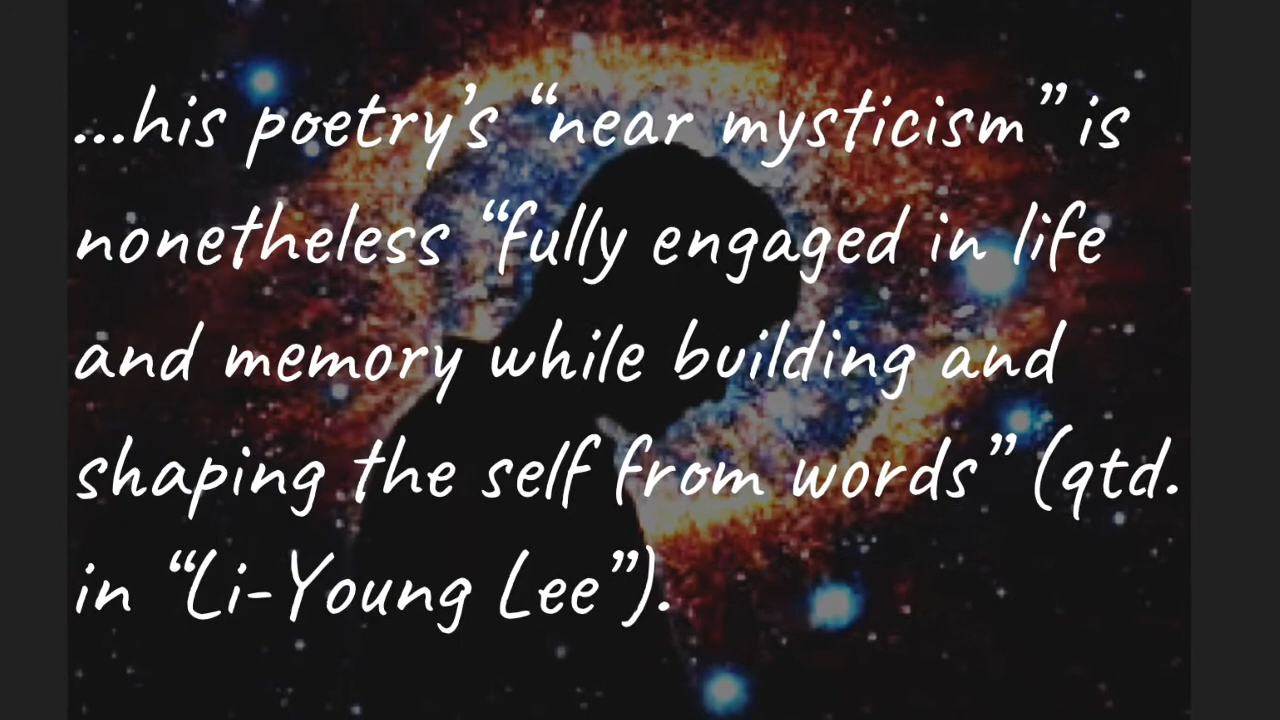 ...his poetry's “near mysticism” is
nonetheless “fully engaged in life
and memory while building and
shaping the self from words” (qtd.
in “Li-Young Lee”).